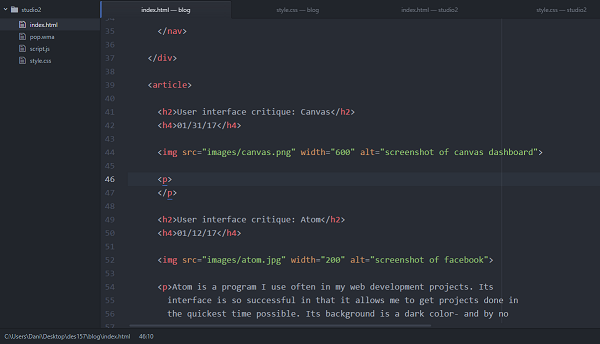 studio2
index.html
pop.wma
script.js
style.css
index.html — blog
style.css — blog
index.html — studio2
style.css — studio2
35 </nav>
36
37 </div>
38
39 <article>
40
41 <h2>User interface critique: Canvas</h2>
42 <h4>01/31/17</h4>
43
44 <img src="images/canvas.png" width="600" alt="screenshot of canvas dashboard">
45
46 <p>
47 </p>
48
49 <h2>User interface critique: Atom</h2>
50 <h4>01/12/17</h4>
51
52 <img src="images/atom.jpg" width="200" alt="screenshot of facebook">
53
54 <p>Atom is a program I use often in my web development projects. Its
55 interface is so successful in that it allows me to get projects done in
56 the quickest time possible. Its background is a dark color- and by no
C:\Users\Dani\Desktop\des157\blog\index.html 46:10